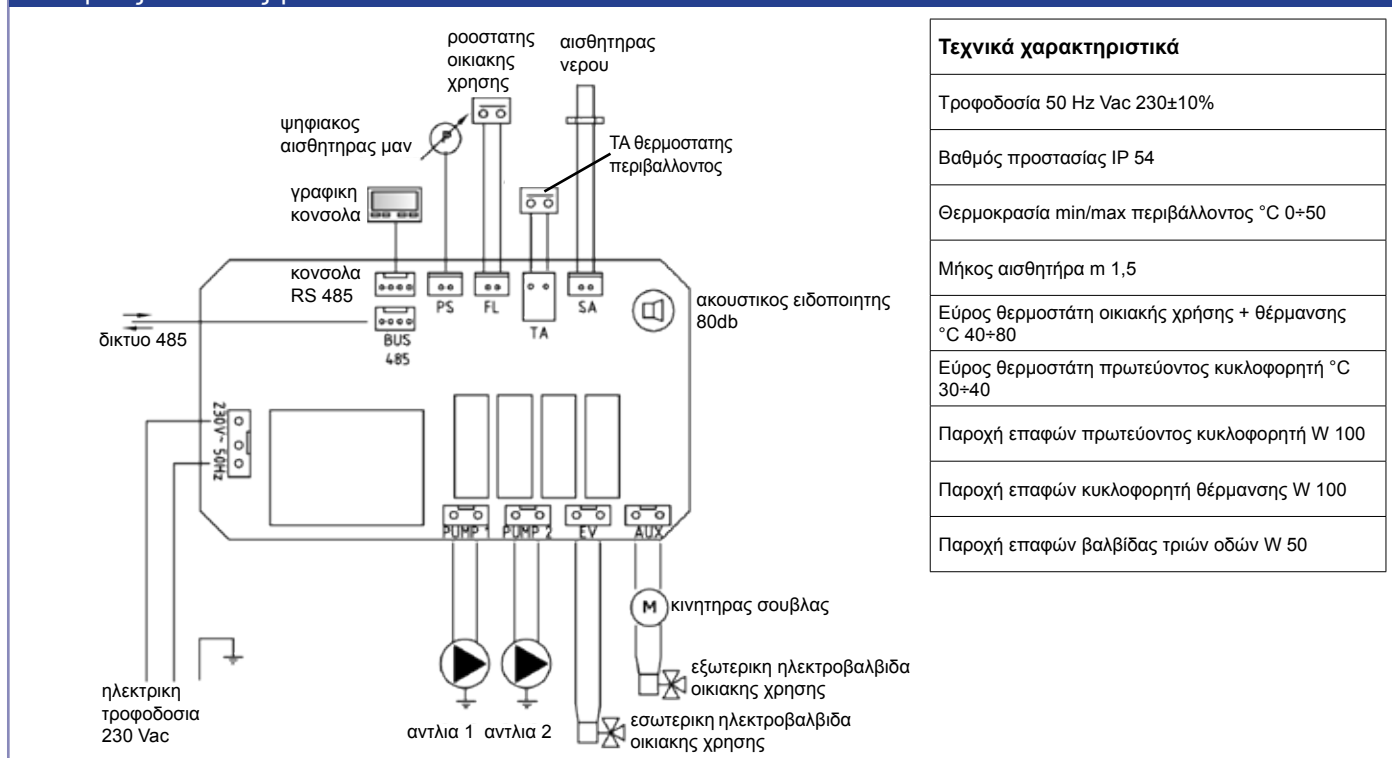 ροοστατης
οικιακης
χρησης
αισθητηρας
νερου
ψηφιακος
αισθητηρας μαν
P
ΤΑ θερμοστατης
περιβαλλοντος
γραφικη
κονσολα
κονσολα
RS 485
PS
FL
TA
SA
ακουστικος ειδοποιητης
80db
δικτυο 485
BUS
485
230V~ 50Hz
PUMP 1
PUMP 2
EV
AUX
M
κινητηρας σουβλας
εξωτερικη ηλεκτροβαλβιδα
οικιακης χρησης
εσωτερικη ηλεκτροβαλβιδα
οικιακης χρησης
αντλια 1
αντλια 2
ηλεκτρικη
τροφοδοσια
230 Vac
Τεχνικά χαρακτηριστικά
Τροφοδοσία 50 Hz Vac 230±10%
Βαθμός προστασίας IP 54
Θερμοκρασία min/max περιβάλλοντος °C 0÷50
Μήκος αισθητήρα m 1,5
Εύρος θερμοστάτη οικιακής χρήσης + θέρμανσης
°C 40÷80
Εύρος θερμοστάτη πρωτεύοντος κυκλοφορητή °C
30÷40
Παροχή επαφών πρωτεύοντος κυκλοφορητή W 100
Παροχή επαφών κυκλοφορητή θέρμανσης W 100
Παροχή επαφών βαλβίδας τριών οδών W 50